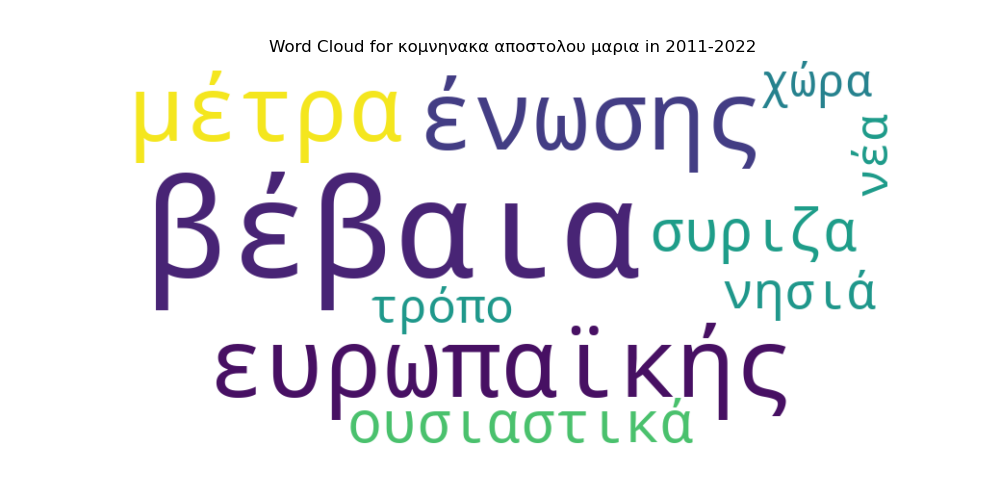 Word Cloud for κομνηνακα αποστολου μαρια in 2011-2022
μέτρα
ένωσης
χώρα
νέα
βέβαια
συριζα
νησιά
τρόπο
ευρωπαϊκής
ουσιαστικά